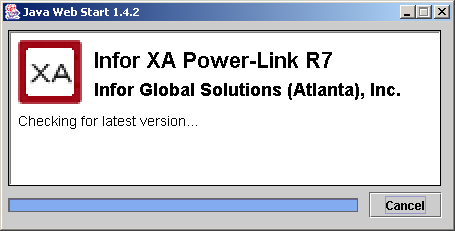 Java Web Start 1.4.2
XA
Infor XA Power-Link R7
Infor Global Solutions (Atlanta), Inc.
Checking for latest version...
Cancel